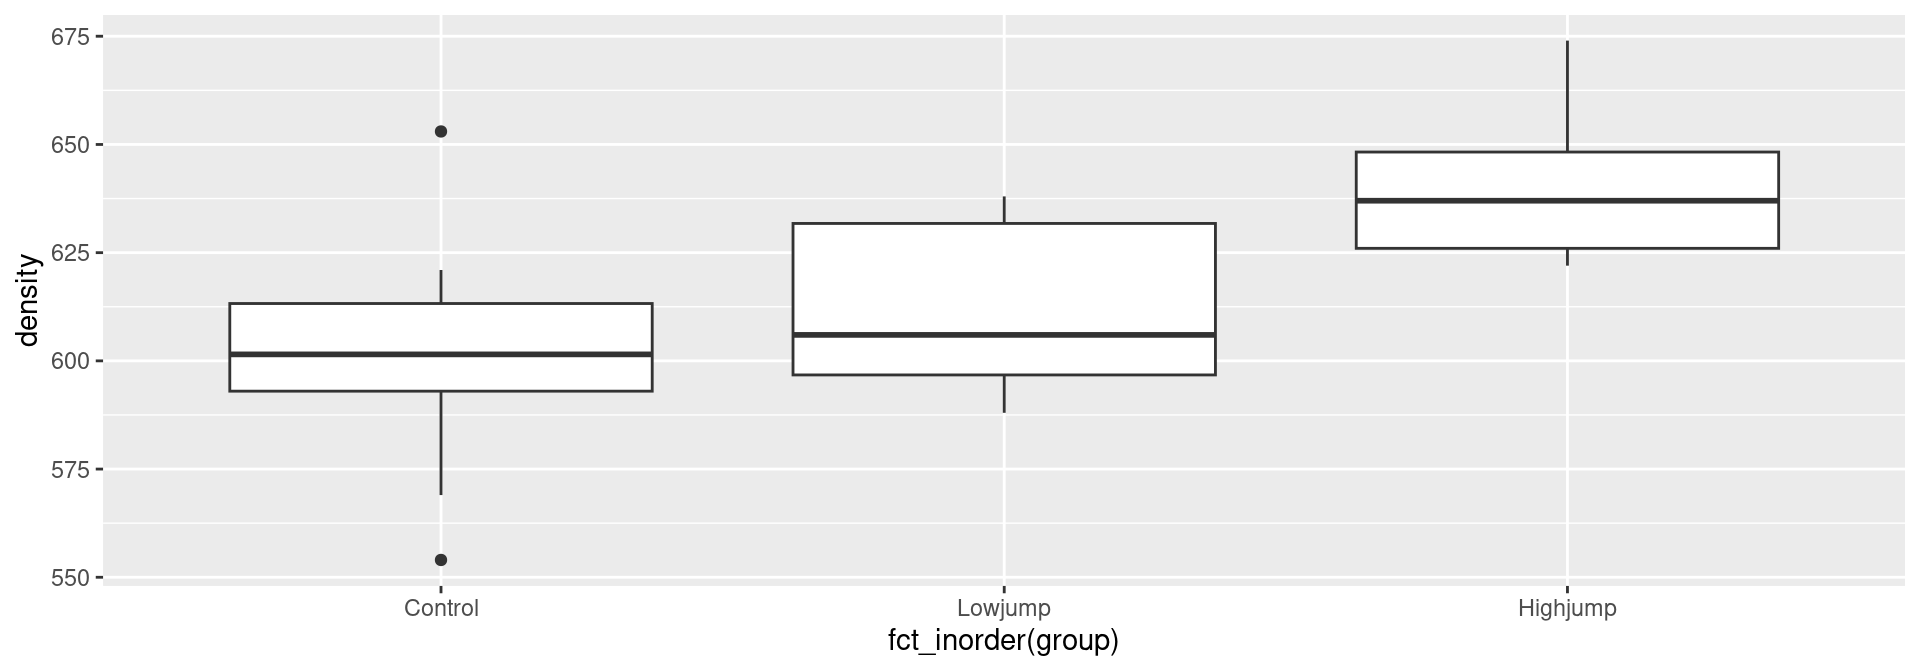 675
650
625
600
575
550
density
Control
Lowjump
Highjump
fct_inorder(group)